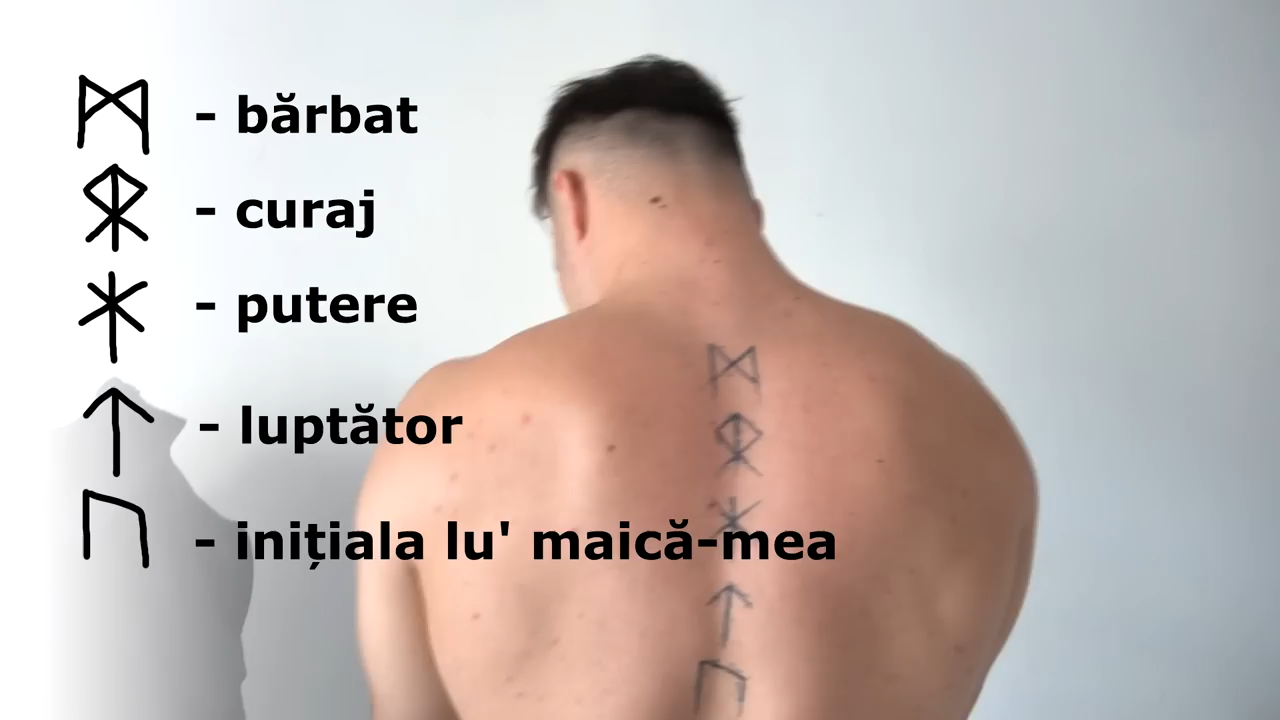 ᛗ - bărbat
- curaj
ᚼ - putere
ᛏ - luptător
ᚢ - inițiala lu' maică-mea
ᛗ
ᚼ
ᛏ
ᚢ